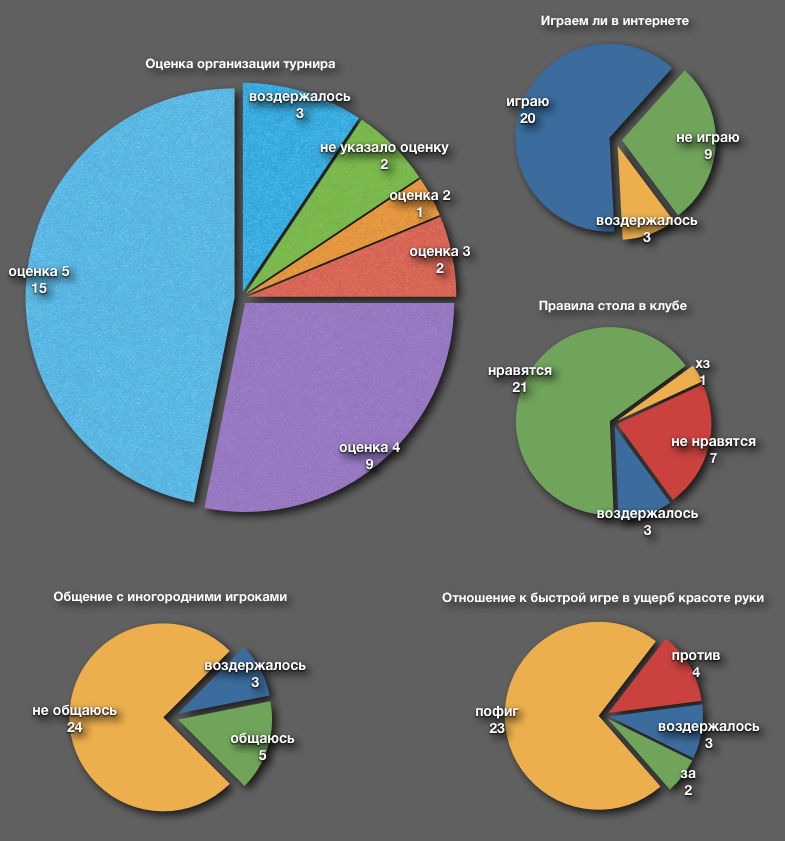 Оценка организации турнира
воздержалось
3
не указало оценку
2
оценка 2
1
оценка 3
2
оценка 5
15
оценка 4
9
Играем ли в интернете
играю
20
не играю
9
воздержалось
3
Правила стола в клубе
нравятся
21
хз
1
не нравятся
7
воздержалось
3
Общение с иногородними игроками
воздержалось
3
не общаюсь
24
общаюсь
5
Отношение к быстрой игре в ущерб красоте руки
против
4
пофиг
23
воздержалось
3
за
2